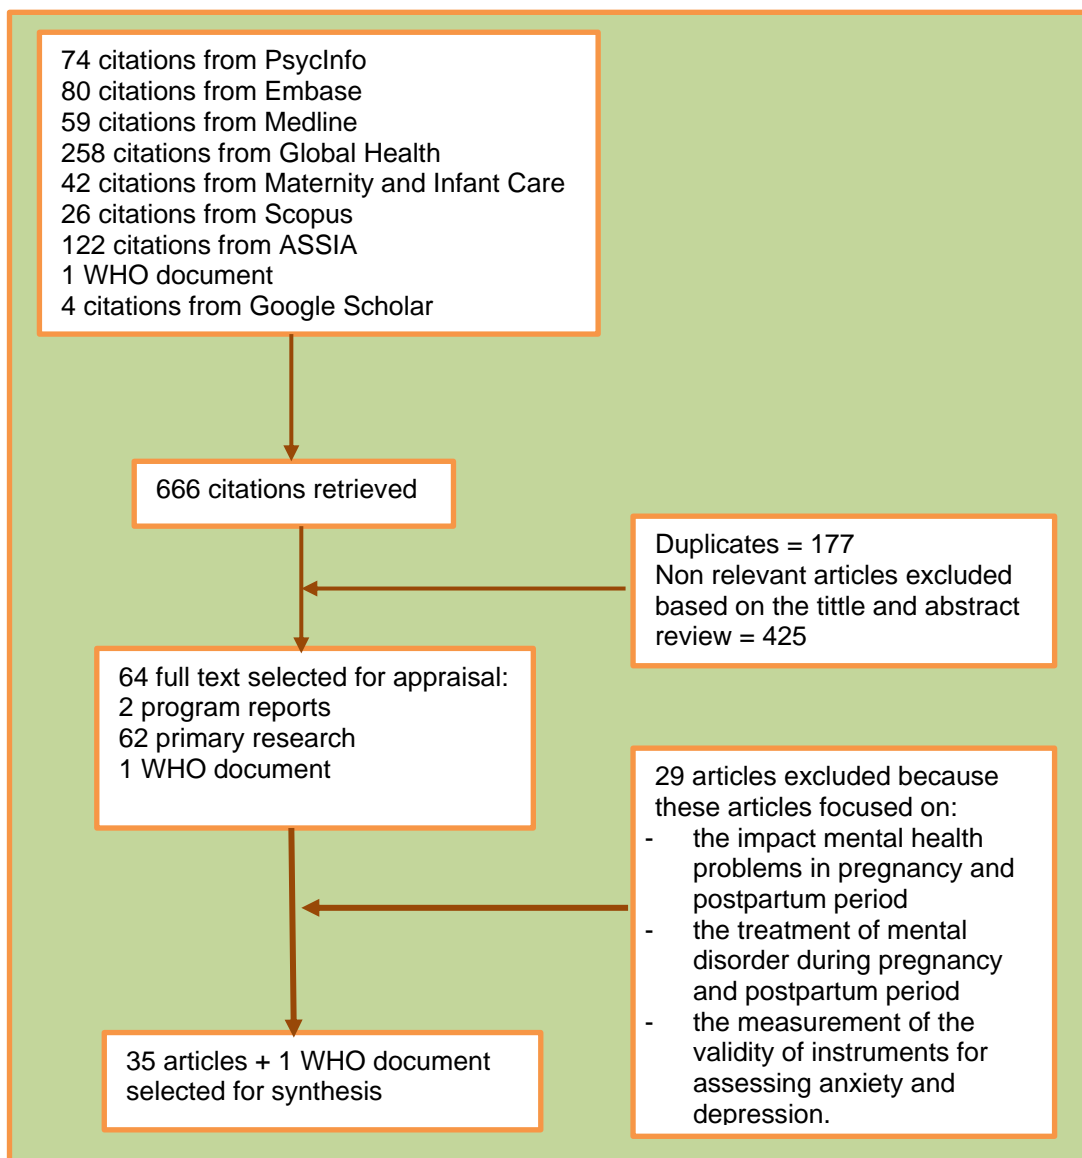 74 citations from PsycInfo
80 citations from Embase
59 citations from Medline
258 citations from Global Health
42 citations from Maternity and Infant Care
26 citations from Scopus
122 citations from ASSIA
1 WHO document
4 citations from Google Scholar
666 citations retrieved
Duplicates = 177
Non relevant articles excluded
based on the tittle and abstract
review = 425
64 full text selected for appraisal:
2 program reports
62 primary research
1 WHO document
29 articles excluded because
these articles focused on:
- the impact mental health
problems in pregnancy and
postpartum period
- the treatment of mental
disorder during pregnancy
and postpartum period
- the measurement of the
validity of instruments for
assessing anxiety and
depression.
35 articles + 1 WHO document
selected for synthesis